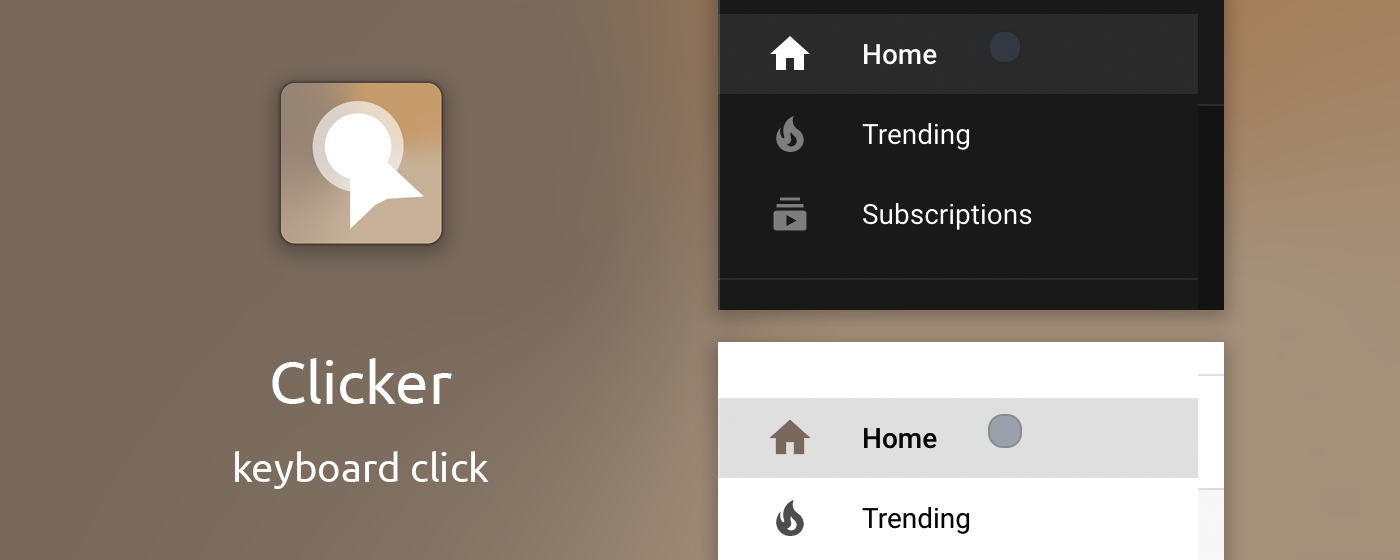 Clicker
keyboard click
Home
Trending
Subscriptions
Home
Trending